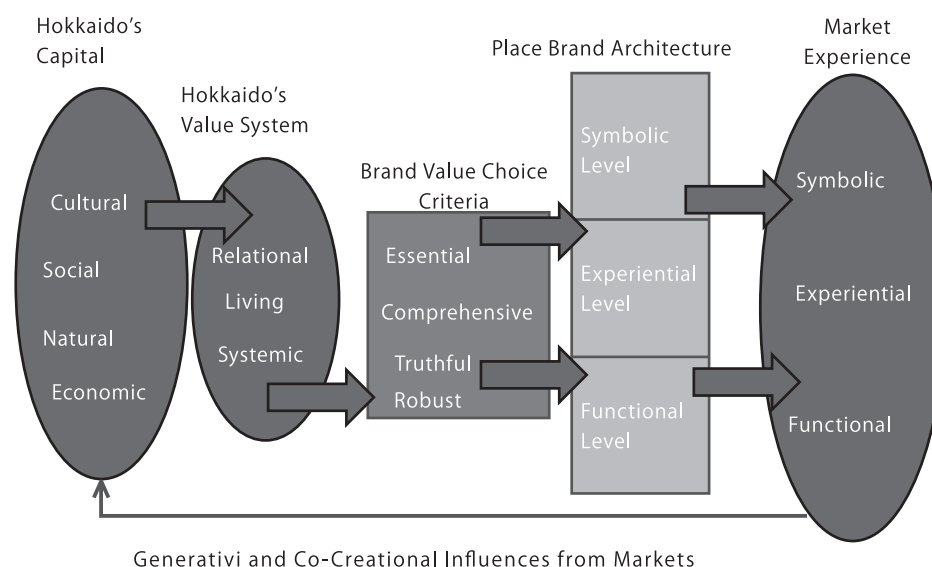 Hokkaido's
Capital
Cultural
Social
Natural
Economic
Hokkaido's
Value System
Relational
Living
Systemic
Brand Value Choice
Criteria
Essential
Comprehensive
Truthful
Robust
Place Brand Architecture
Symbolic
Level
Experiential
Level
Functional
Level
Market
Experience
Symbolic
Experiential
Functional
Generativi and Co-Creational Influences from Markets